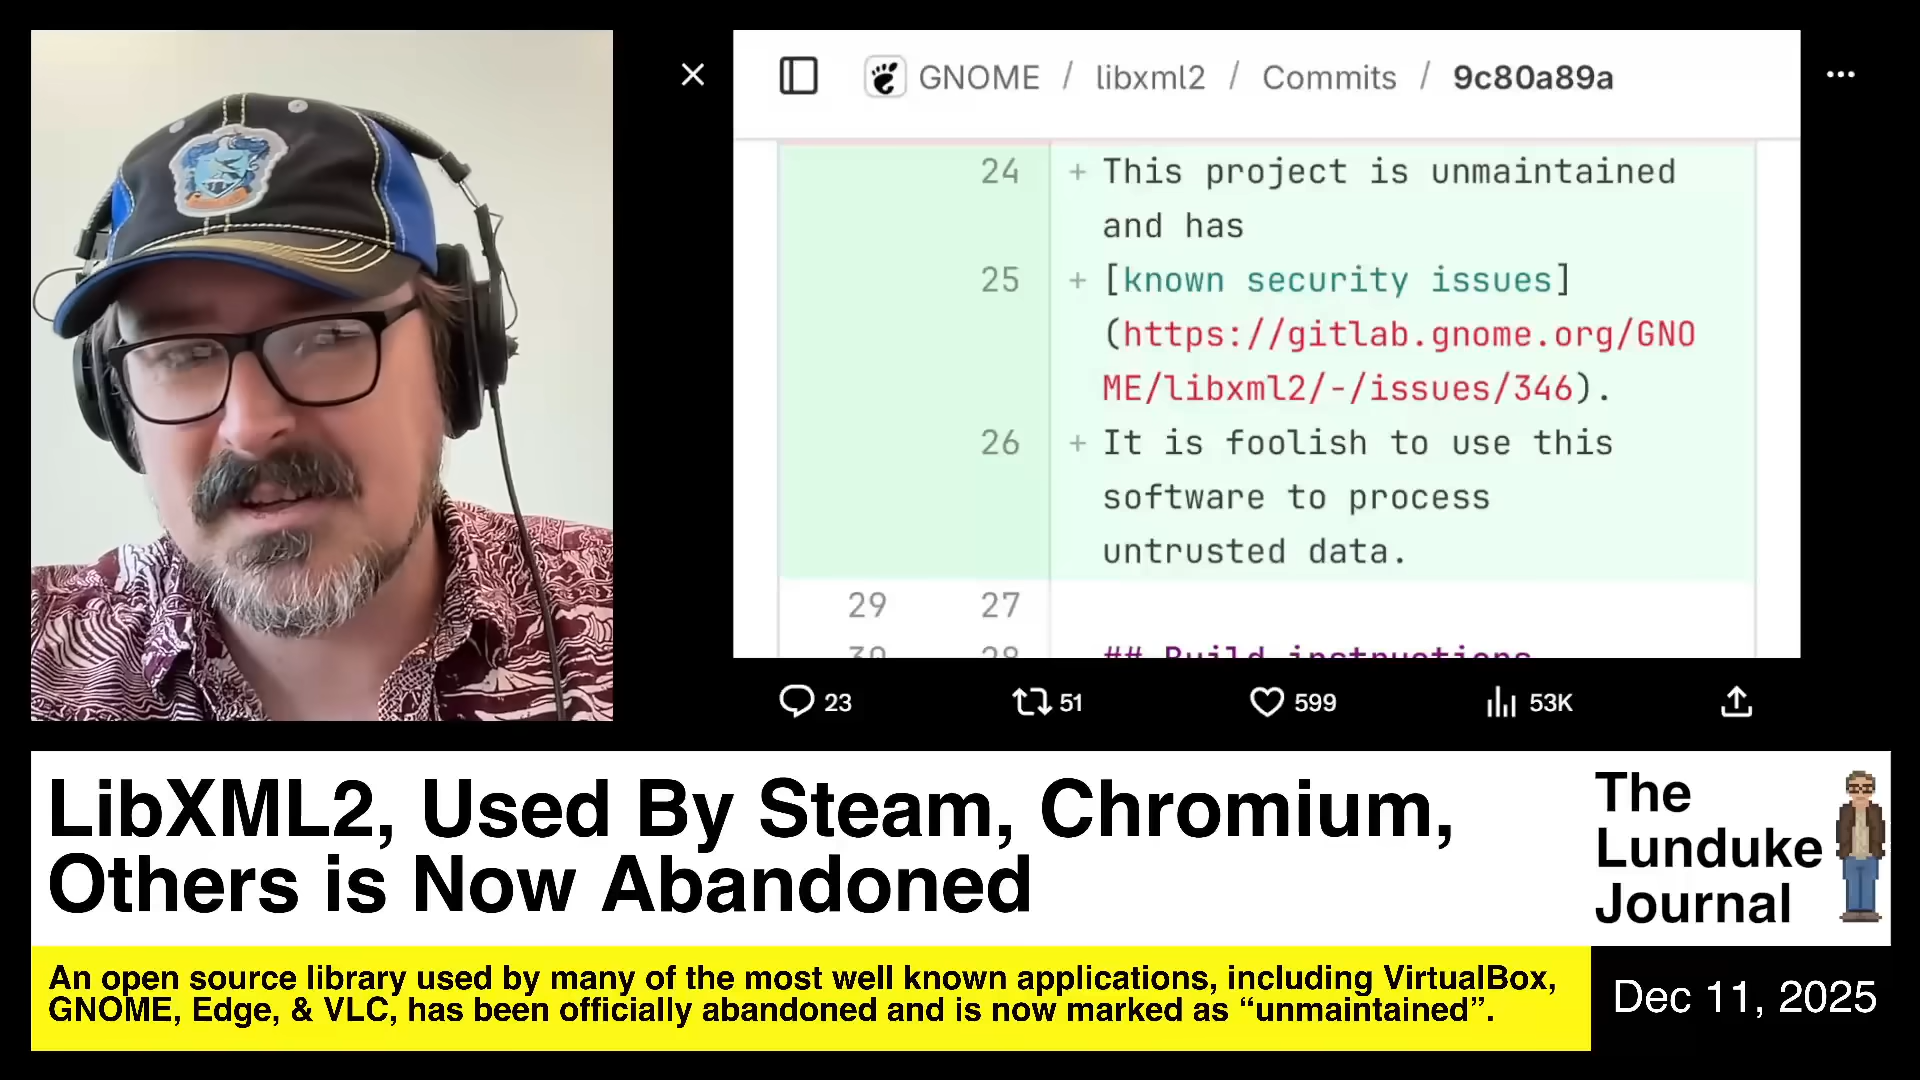 GNOME / libxml2 / Commits / 9c80a89a
24 + This project is unmaintained
and has
25 + [known security issues]
(https://gitlab.gnome.org/GNO
ME/libxml2/-/issues/346).
26 + It is foolish to use this
software to process
untrusted data.
29 27
30 28 ## Build instructions
23 51 599 53K
LibXML2, Used By Steam, Chromium,
Others is Now Abandoned
The
Lunduke
Journal
An open source library used by many of the most well known applications, including VirtualBox,
GNOME, Edge, & VLC, has been officially abandoned and is now marked as “unmaintained”.
Dec 11, 2025